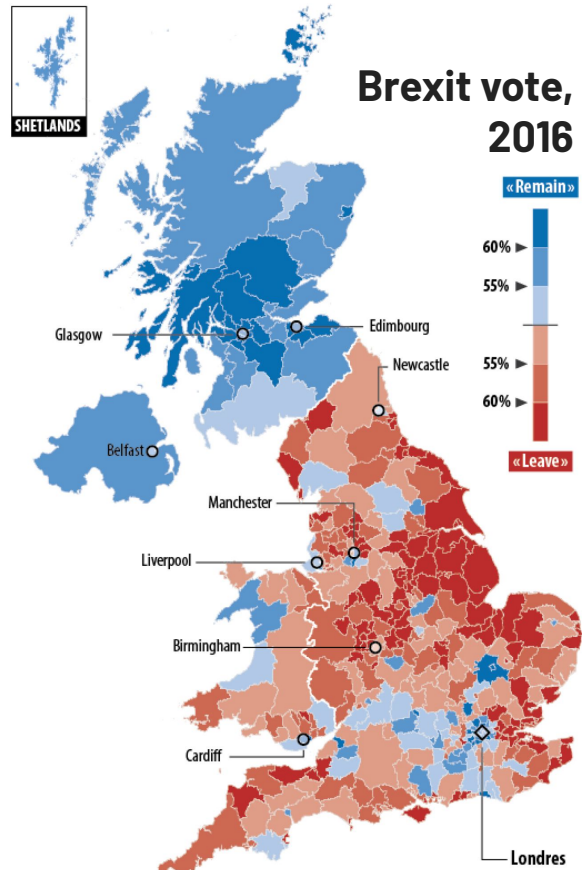 SHETLANDS
Brexit vote,
2016
« Remain »
60%
55%
55%
60%
« Leave »
Glasgow
Edimbourg
Newcastle
Belfast
Manchester
Liverpool
Birmingham
Cardiff
Londres